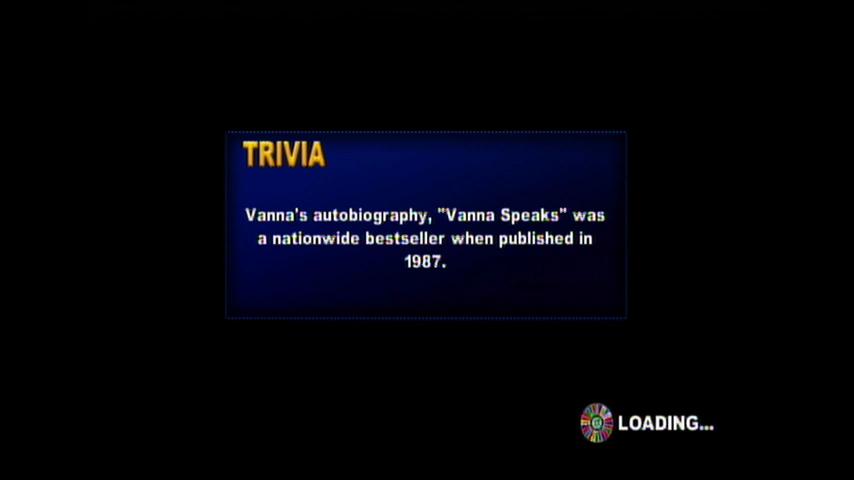 TRIVIA
Vanna's autobiography, "Vanna Speaks" was
a nationwide bestseller when published in
1987.
LOADING...